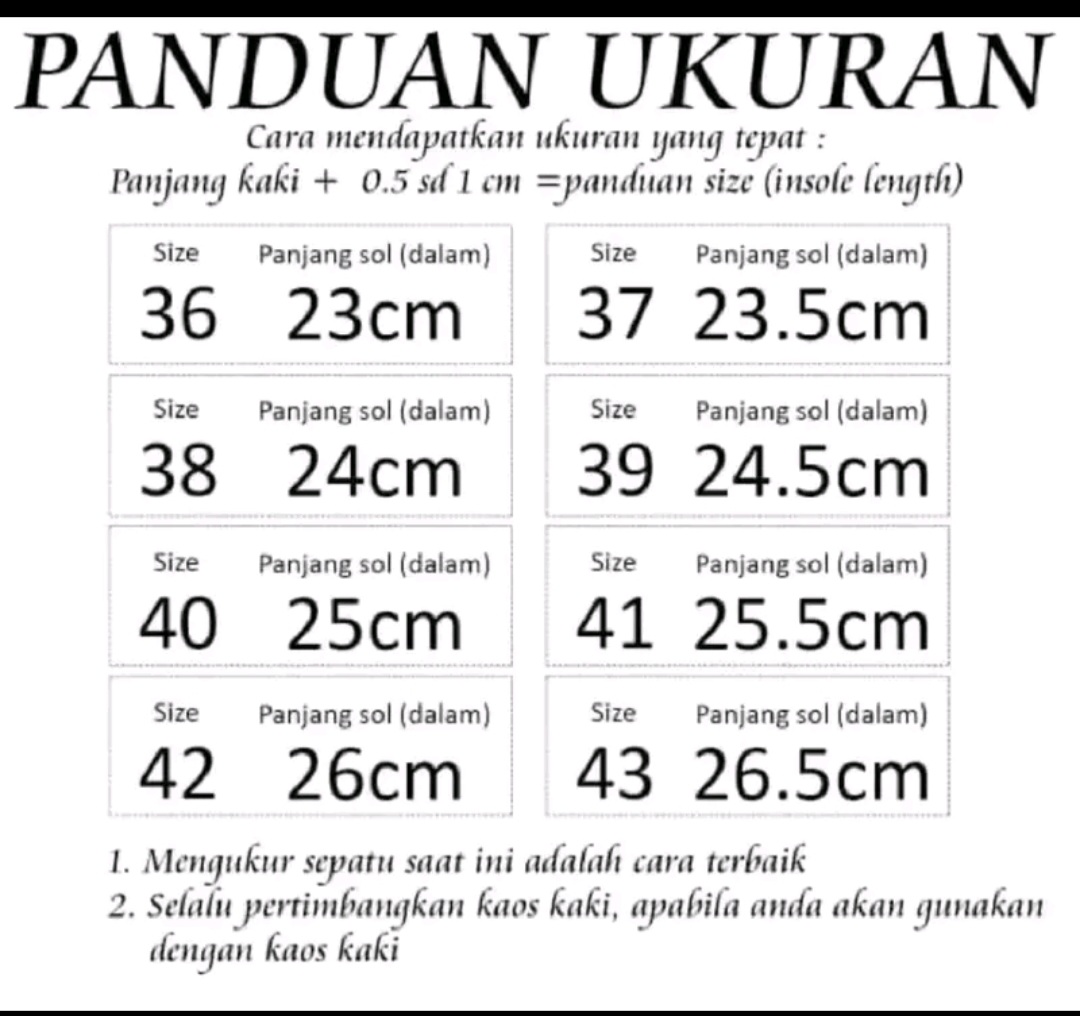 PANDUAN UKURAN
Cara mendapatkan ukuran yang tepat :
Panjang kaki + 0.5 sd 1 cm =panduan size (insole length)
Size Panjang sol (dalam)
36 23cm
Size Panjang sol (dalam)
37 23.5cm
Size Panjang sol (dalam)
38 24cm
Size Panjang sol (dalam)
39 24.5cm
Size Panjang sol (dalam)
40 25cm
Size Panjang sol (dalam)
41 25.5cm
Size Panjang sol (dalam)
42 26cm
Size Panjang sol (dalam)
43 26.5cm
1. Mengukur sepatu saat ini adalah cara terbaik
2. Selalu pertimbangkan kaos kaki, apabila anda akan gunakan
dengan kaos kaki